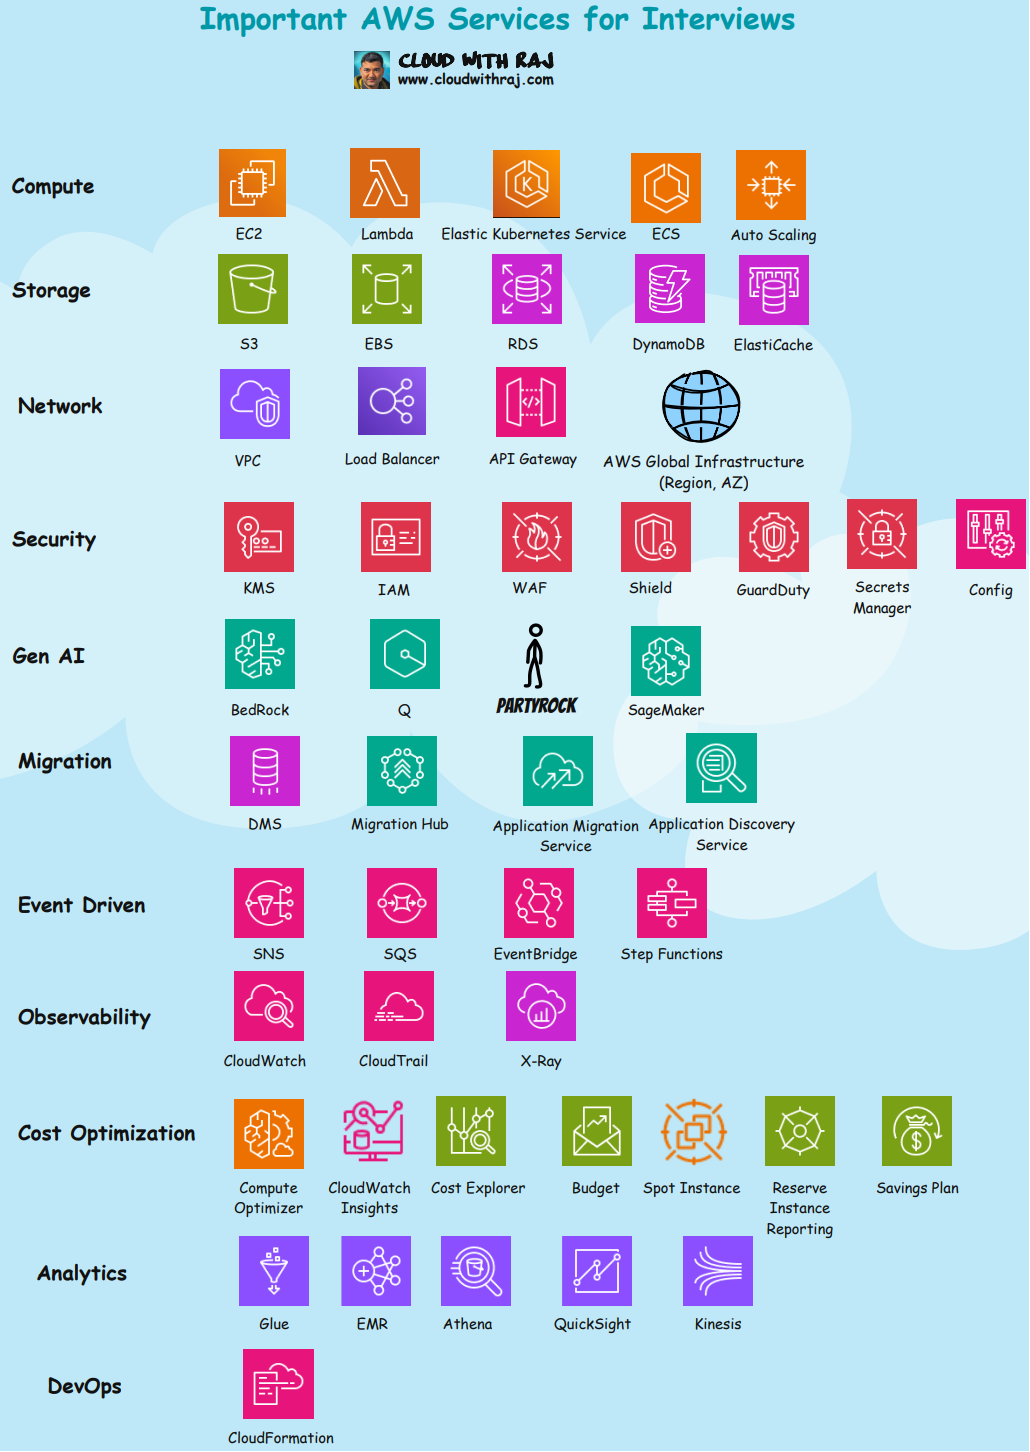 Important AWS Services for Interviews
CLOUD WITH RAJ
www.cloudwithraj.com
Compute
EC2
Lambda
K
Elastic Kubernetes Service
ECS
Auto Scaling
Storage
S3
EBS
RDS
DynamoDB
ElastiCache
Network
</>
VPC
Load Balancer
API Gateway
AWS Global Infrastructure
(Region, AZ)
Security
KMS
IAM
WAF
Shield
GuardDuty
Secrets
Manager
Config
Gen AI
BedRock
Q
PARTYROCK
SageMaker
Migration
DMS
Migration Hub
Application Migration
Service
Application Discovery
Service
Event Driven
SNS
SQS
EventBridge
Step Functions
Observability
CloudWatch
CloudTrail
X-Ray
Cost Optimization
$
Compute
Optimizer
CloudWatch
Insights
Cost Explorer
Budget
Spot Instance
Reserve
Instance
Reporting
Savings Plan
Analytics
Glue
EMR
Athena
QuickSight
Kinesis
DevOps
CloudFormation